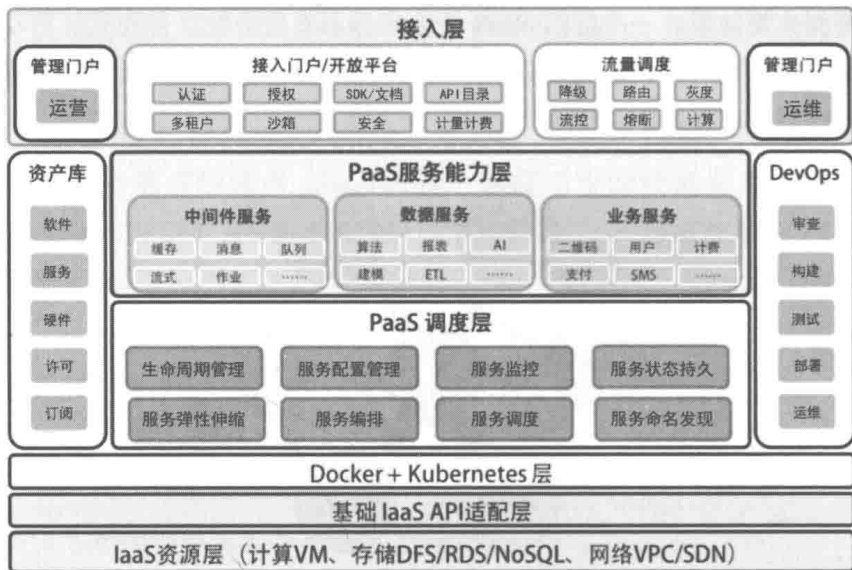 接入层
管理门户
运营
接入门户/开放平台
认证 授权 SDK/文档 API目录
多租户 沙箱 安全 计量计费
流量调度
降级 路由 灰度
流控 熔断 计算
管理门户
运维
资产库
软件
服务
硬件
许可
订阅
PaaS服务能力层
中间件服务
缓存 消息 队列
流式 作业 ……
数据服务
算法 报表 AI
建模 ETL ……
业务服务
二维码 用户 计费
支付 SMS ……
PaaS 调度层
生命周期管理 服务配置管理 服务监控 服务状态持久
服务弹性伸缩 服务编排 服务调度 服务命名发现
DevOps
审查
构建
测试
部署
运维
Docker + Kubernetes 层
基础 IaaS API适配层
IaaS资源层（计算VM、存储DFS/RDS/NoSQL、网络VPC/SDN）